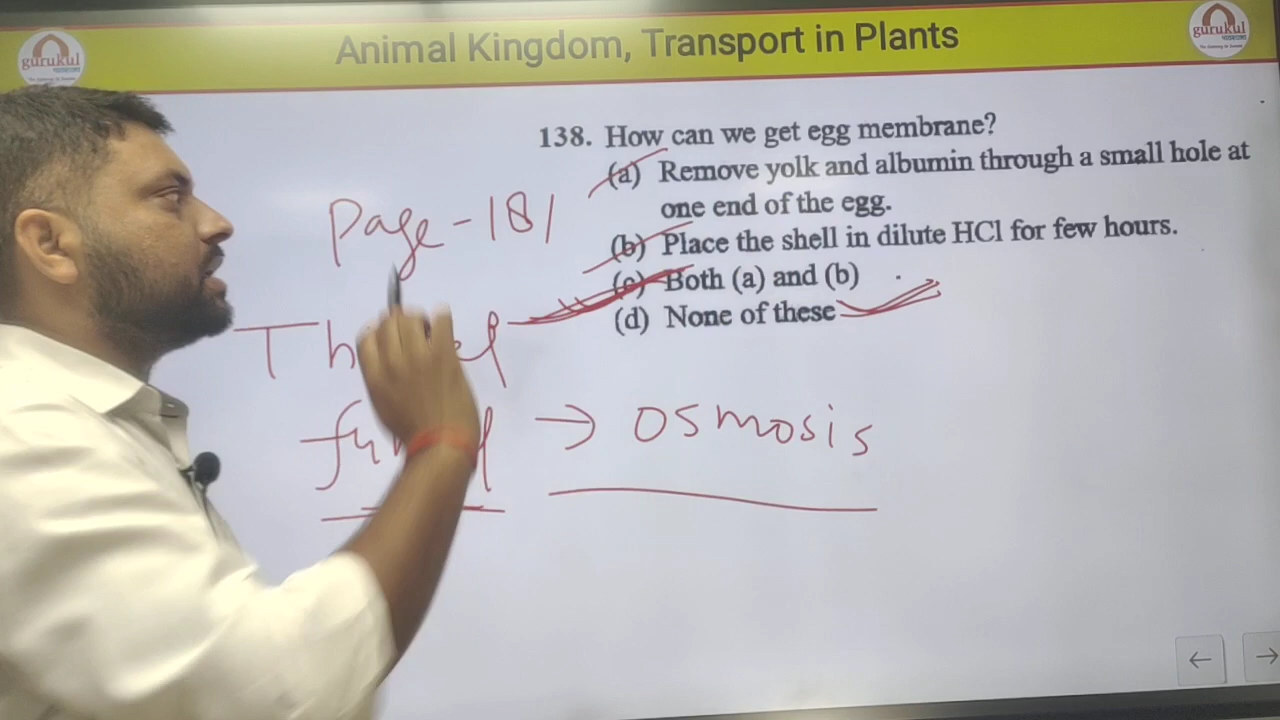 Animal Kingdom, Transport in Plants
gurukul
gurukul
138. How can we get egg membrane?
(a) Remove yolk and albumin through a small hole at
one end of the egg.
(b) Place the shell in dilute HCl for few hours.
(c) Both (a) and (b)
(d) None of these
Page-181
→ osmosis